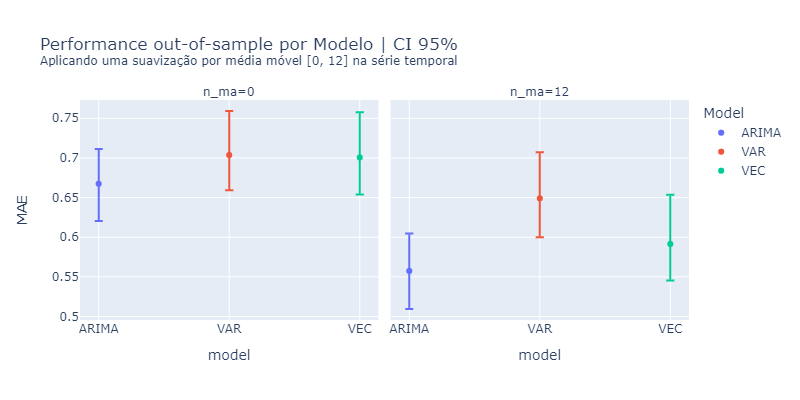 Performance out-of-sample por Modelo | CI 95%
Aplicando uma suavização por média móvel [0, 12] na série temporal
n_ma=0
n_ma=12
Model
ARIMA
VAR
VEC
MAE
0.75
0.7
0.65
0.6
0.55
0.5
ARIMA VAR VEC
ARIMA VAR VEC
model
model